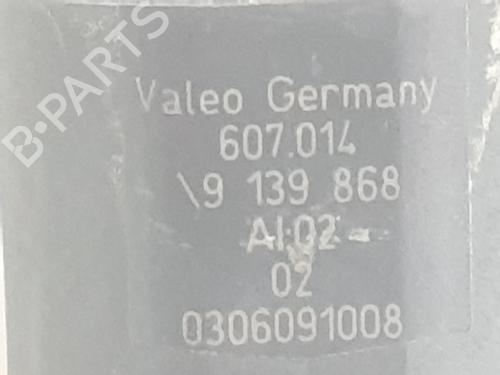 B-PARTS
Valeo Germany
607.014
\9 139 868
AI:02
02
0306091008